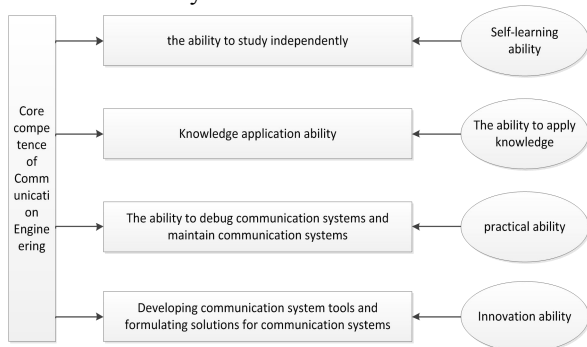 Core
compe
tence
of
Comm
unicati
on
Engine
ering
the ability to study independently
Self-learning
ability
Knowledge application ability
The ability to apply
knowledge
The ability to debug communication systems and
maintain communication systems
practical ability
Developing communication system tools and
formulating solutions for communication systems
Innovation ability